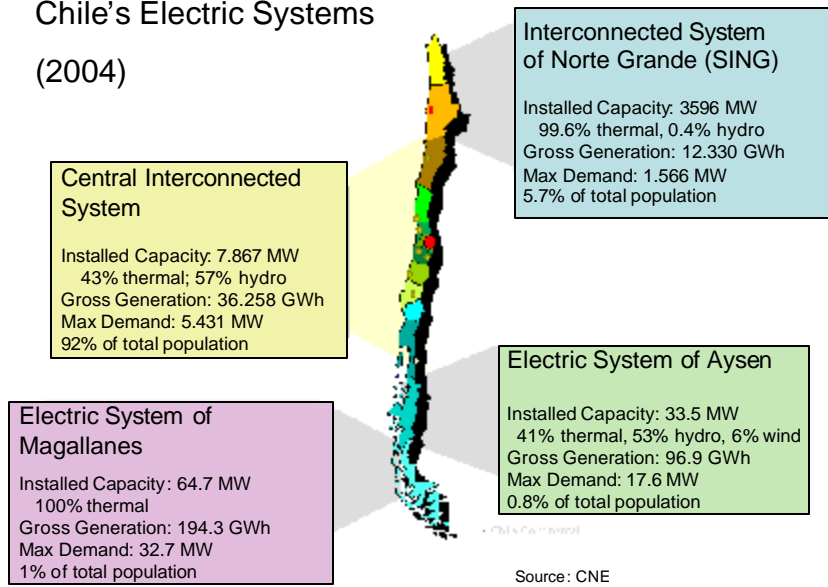 Chile's Electric Systems
(2004)
Interconnected System
of Norte Grande (SING)
Installed Capacity: 3596 MW
99.6% thermal, 0.4% hydro
Gross Generation: 12.330 GWh
Max Demand: 1.566 MW
5.7% of total population
Central Interconnected
System
Installed Capacity: 7.867 MW
43% thermal; 57% hydro
Gross Generation: 36.258 GWh
Max Demand: 5.431 MW
92% of total population
Electric System of Aysen
Installed Capacity: 33.5 MW
41% thermal, 53% hydro, 6% wind
Gross Generation: 96.9 GWh
Max Demand: 17.6 MW
0.8% of total population
Electric System of
Magallanes
Installed Capacity: 64.7 MW
100% thermal
Gross Generation: 194.3 GWh
Max Demand: 32.7 MW
1% of total population
Source: CNE